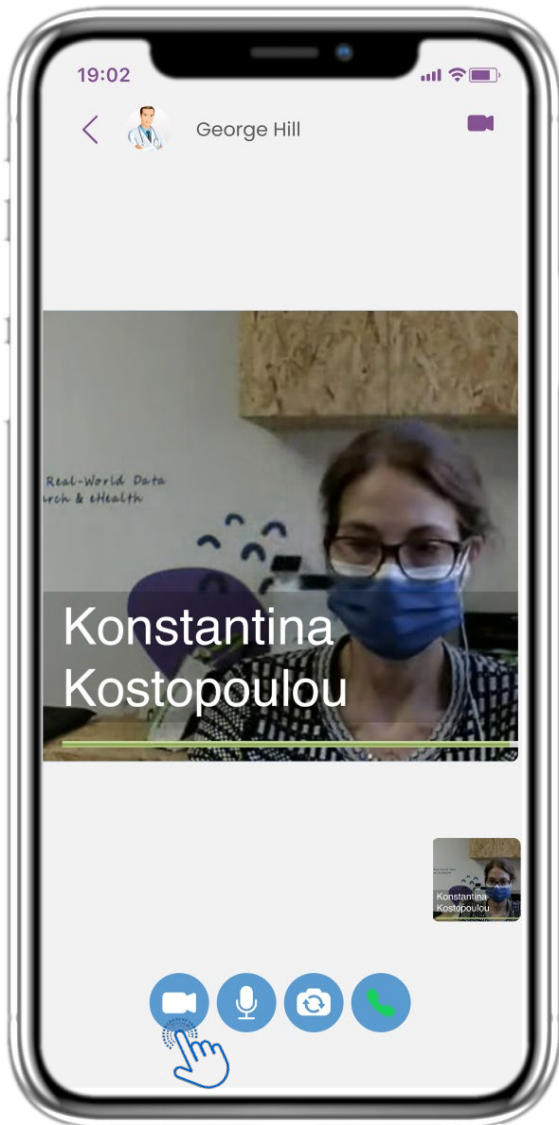 19:02
George Hill
Real-World Data
rch & eHealth
Konstantina
Kostopoulou
Konstantina
Kostopoulou